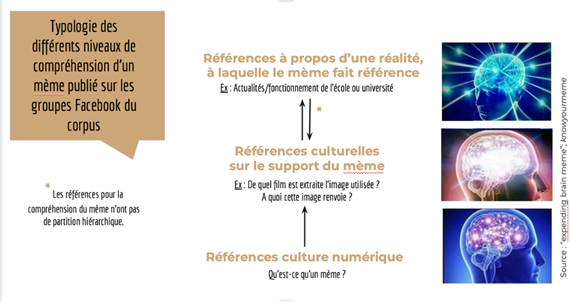 Typologie des
différents niveaux de
compréhension d'un
mème publié sur les
groupes Facebook du
corpus
*
Les références pour la
compréhension du mème n'ont pas
de partition hiérarchique.
Références à propos d'une réalité,
à laquelle le mème fait référence
Ex : Actualités/fonctionnement de l'école ou université
*
Références culturelles
sur le support du mème
Ex : De quel film est extraite l'image utilisée ?
A quoi cette image renvoie ?
Références culture numérique
Qu'est-ce qu'un mème ?
Source : "expending brain meme", knowyourmeme